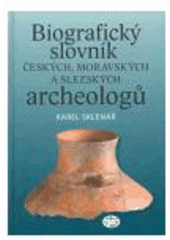 Biografický
slovník
ČESKÝCH, MORAVSKÝCH
A SLEZSKÝCH
archeologů
KAREL SKLENÁŘ